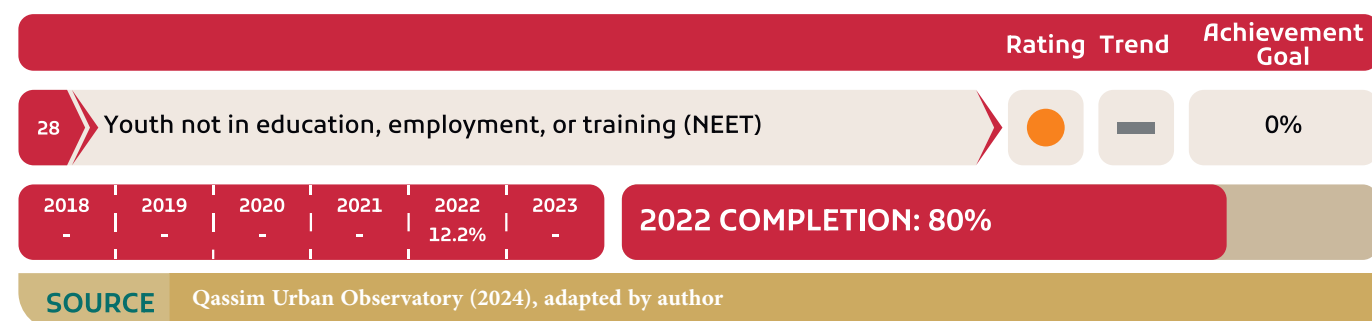 Rating Trend Achievement
Goal
28 Youth not in education, employment, or training (NEET) 0%
2018 2019 2020 2021 2022 2023
- - - - 12.2% -
2022 COMPLETION: 80%
SOURCE Qassim Urban Observatory (2024), adapted by author